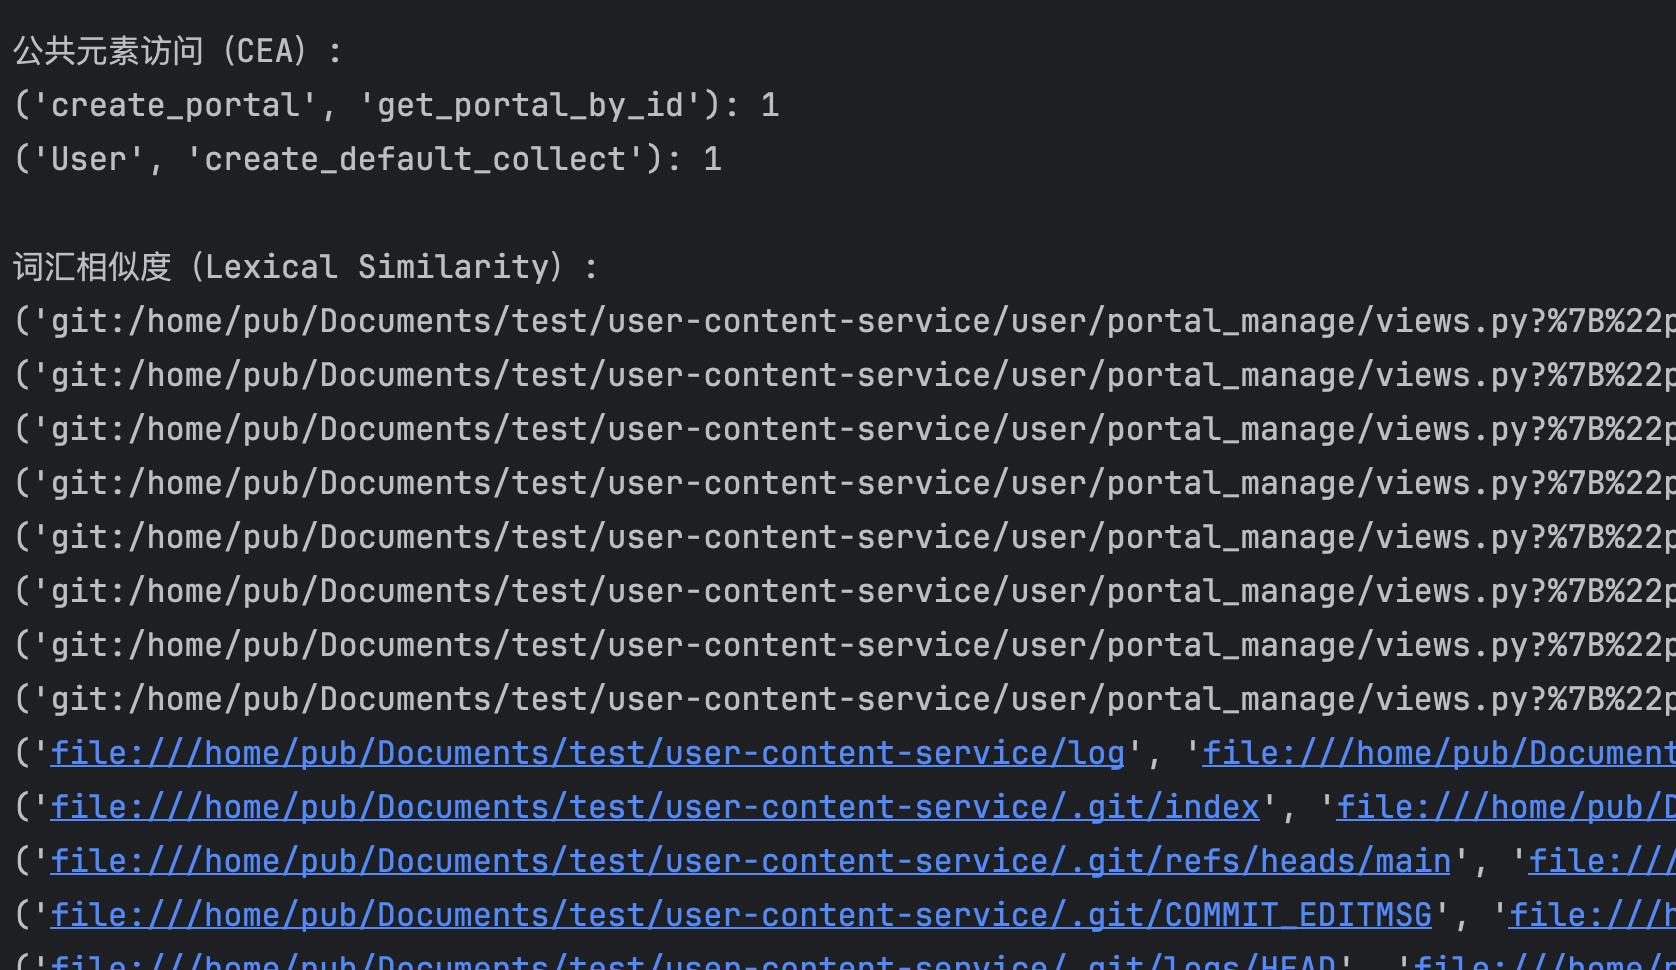 公共元素访问（CEA）:
('create_portal', 'get_portal_by_id'): 1
('User', 'create_default_collect'): 1
词汇相似度（Lexical Similarity）:
('git:/home/pub/Documents/test/user-content-service/user/portal_manage/views.py?%7B%22p
('git:/home/pub/Documents/test/user-content-service/user/portal_manage/views.py?%7B%22p
('git:/home/pub/Documents/test/user-content-service/user/portal_manage/views.py?%7B%22p
('git:/home/pub/Documents/test/user-content-service/user/portal_manage/views.py?%7B%22p
('git:/home/pub/Documents/test/user-content-service/user/portal_manage/views.py?%7B%22p
('git:/home/pub/Documents/test/user-content-service/user/portal_manage/views.py?%7B%22p
('git:/home/pub/Documents/test/user-content-service/user/portal_manage/views.py?%7B%22p
('git:/home/pub/Documents/test/user-content-service/user/portal_manage/views.py?%7B%22p
('file:///home/pub/Documents/test/user-content-service/log', 'file:///home/pub/Document
('file:///home/pub/Documents/test/user-content-service/.git/index', 'file:///home/pub/D
('file:///home/pub/Documents/test/user-content-service/.git/refs/heads/main', 'file:///
('file:///home/pub/Documents/test/user-content-service/.git/COMMIT_EDITMSG', 'file:///h
('file:///home/pub/Documents/test/user-content-service/.git/logs/HEAD', 'file:///home/p